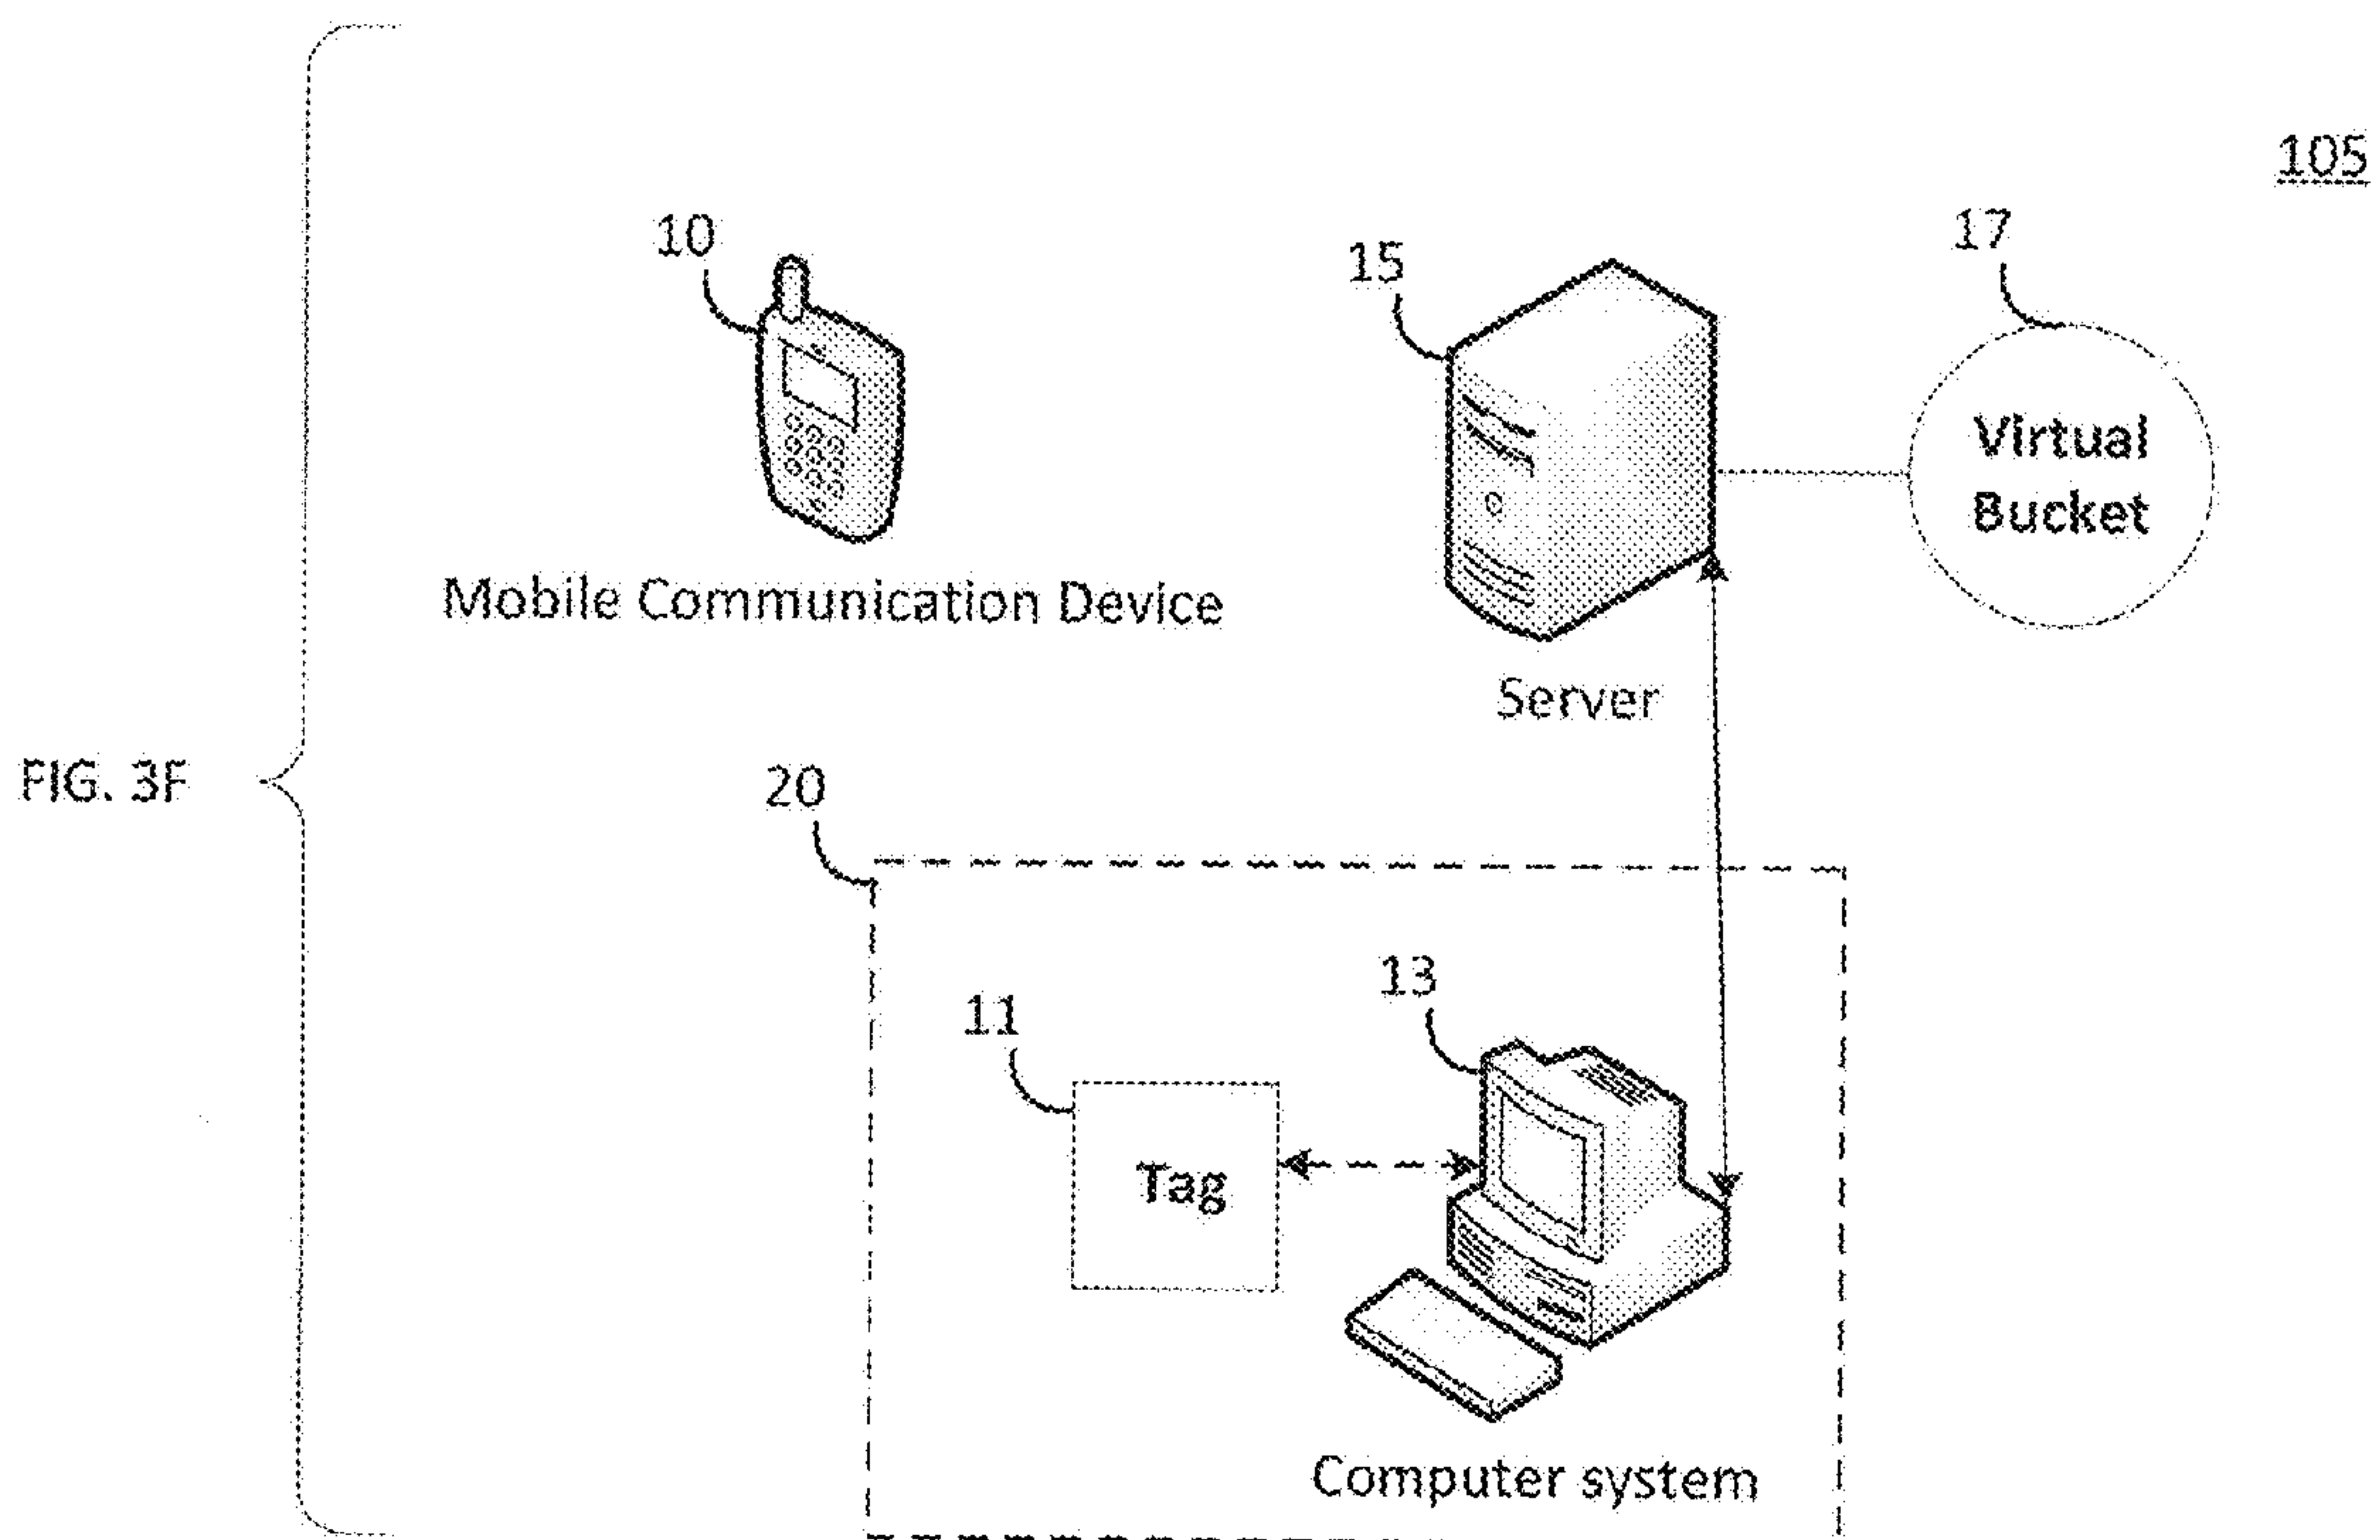 105
10
15
17
Virtual
Bucket
Mobile Communication Device
Server
FIG. 3F
20
13
11
Tag
Computer system